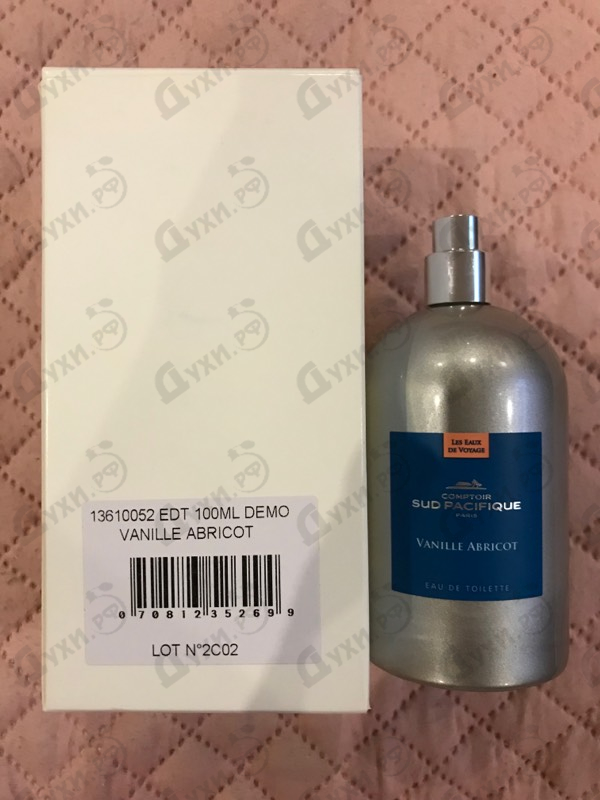 13610052 EDT 100ML DEMO
VANILLE ABRICOT
0 70812 35269 9
LOT N°2C02
LES EAUX
DE VOYAGE
COMPTOIR
SUD PACIFIQUE
PARIS
VANILLE ABRICOT
EAU DE TOILETTE
Духи.РФ